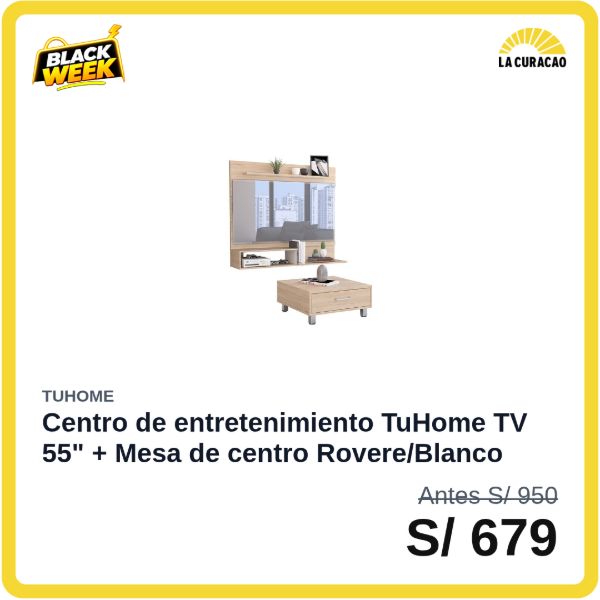 BLACK
WEEK
LA CURACAO
TUHOME
Centro de entretenimiento TuHome TV
55" + Mesa de centro Rovere/Blanco
Antes S/ 950
S/ 679